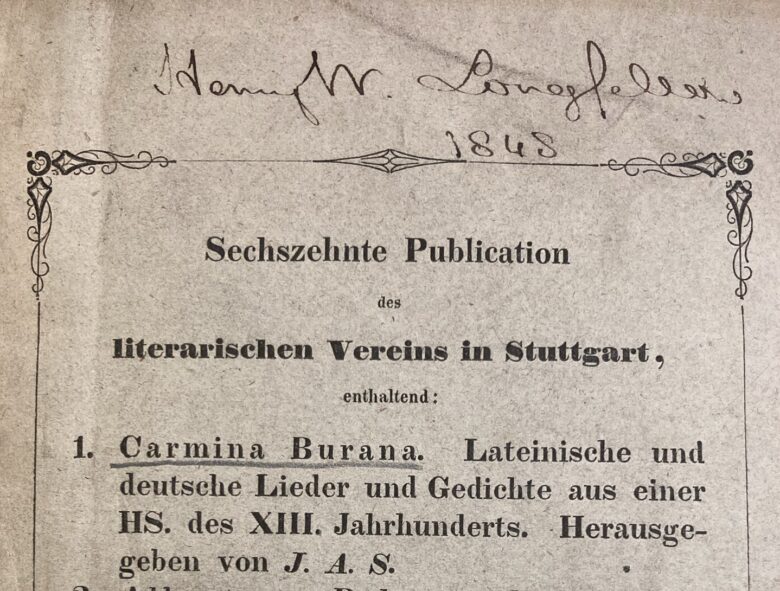 Henry W. Longfellow
1848
Sechszehnte Publication
des
literarischen Vereins in Stuttgart,
enthaltend:
1. Carmina Burana. Lateinische und
deutsche Lieder und Gedichte aus einer
HS. des XIII. Jahrhunderts. Herausge-
geben von J. A. S.